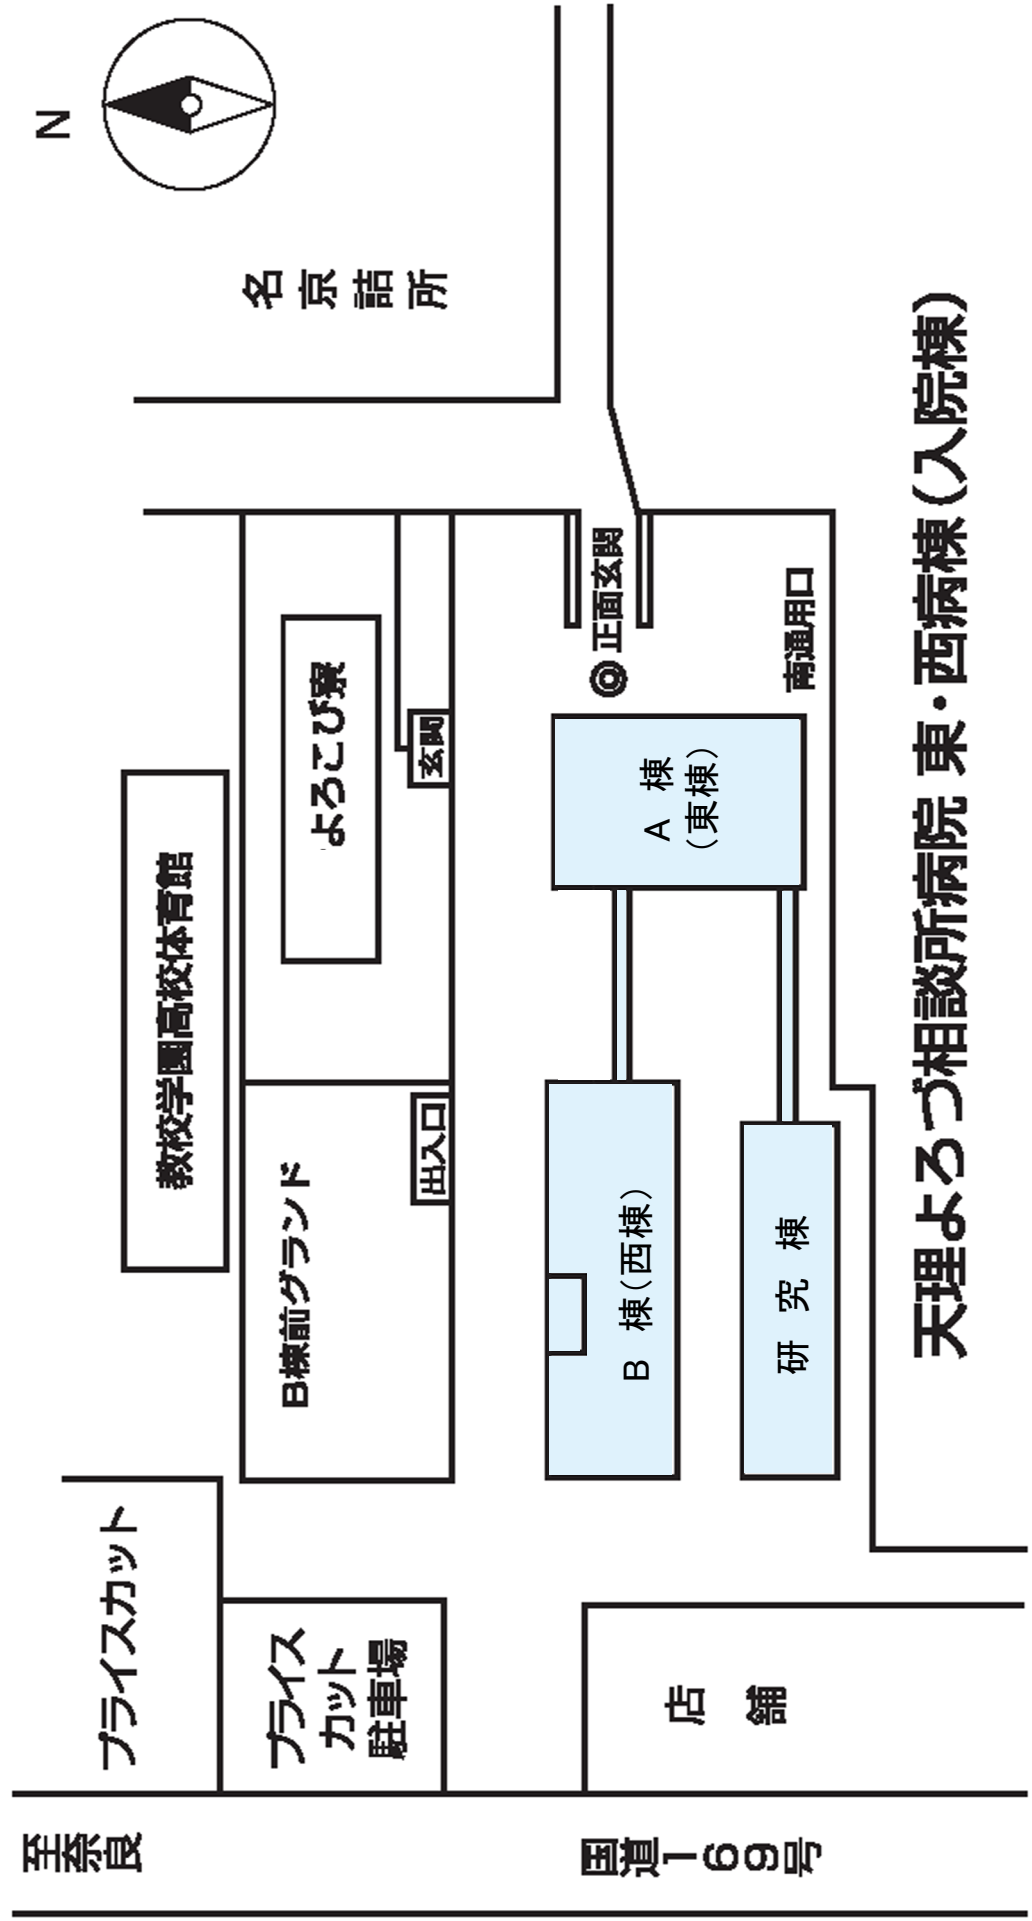 N
名京詰所
教校学園高校体育館
よろこび寮
玄関
正面玄関
◎
南通用口
A 棟
(東棟)
B棟前グランド
出入口
B 棟(西棟)
研究棟
プライスカット
プライス
カット
駐車場
店舗
至奈良
国道169号
天理よろづ相談所病院 東・西病棟(入院棟)